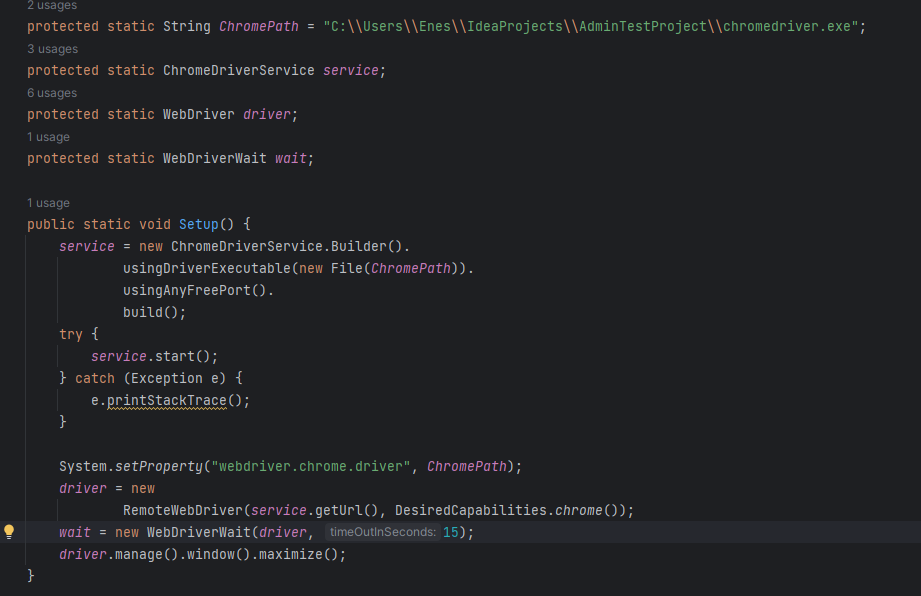 2 usages
protected static String ChromePath = "C:\\Users\\Enes\\IdeaProjects\\AdminTestProject\\chromedriver.exe";
3 usages
protected static ChromeDriverService service;
6 usages
protected static WebDriver driver;
1 usage
protected static WebDriverWait wait;
1 usage
public static void Setup() {
service = new ChromeDriverService.Builder().
usingDriverExecutable(new File(ChromePath)).
usingAnyFreePort().
build();
try {
service.start();
} catch (Exception e) {
e.printStackTrace();
}
System.setProperty("webdriver.chrome.driver", ChromePath);
driver = new
RemoteWebDriver(service.getUrl(), DesiredCapabilities.chrome());
wait = new WebDriverWait(driver, timeOutInSeconds: 15);
driver.manage().window().maximize();
}